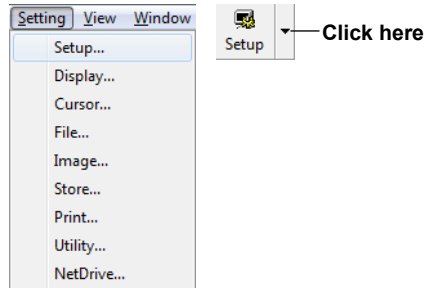 Setting View Window
Setup...
Display...
Cursor...
File...
Image...
Store...
Print...
Utility...
NetDrive...
Setup
Click here